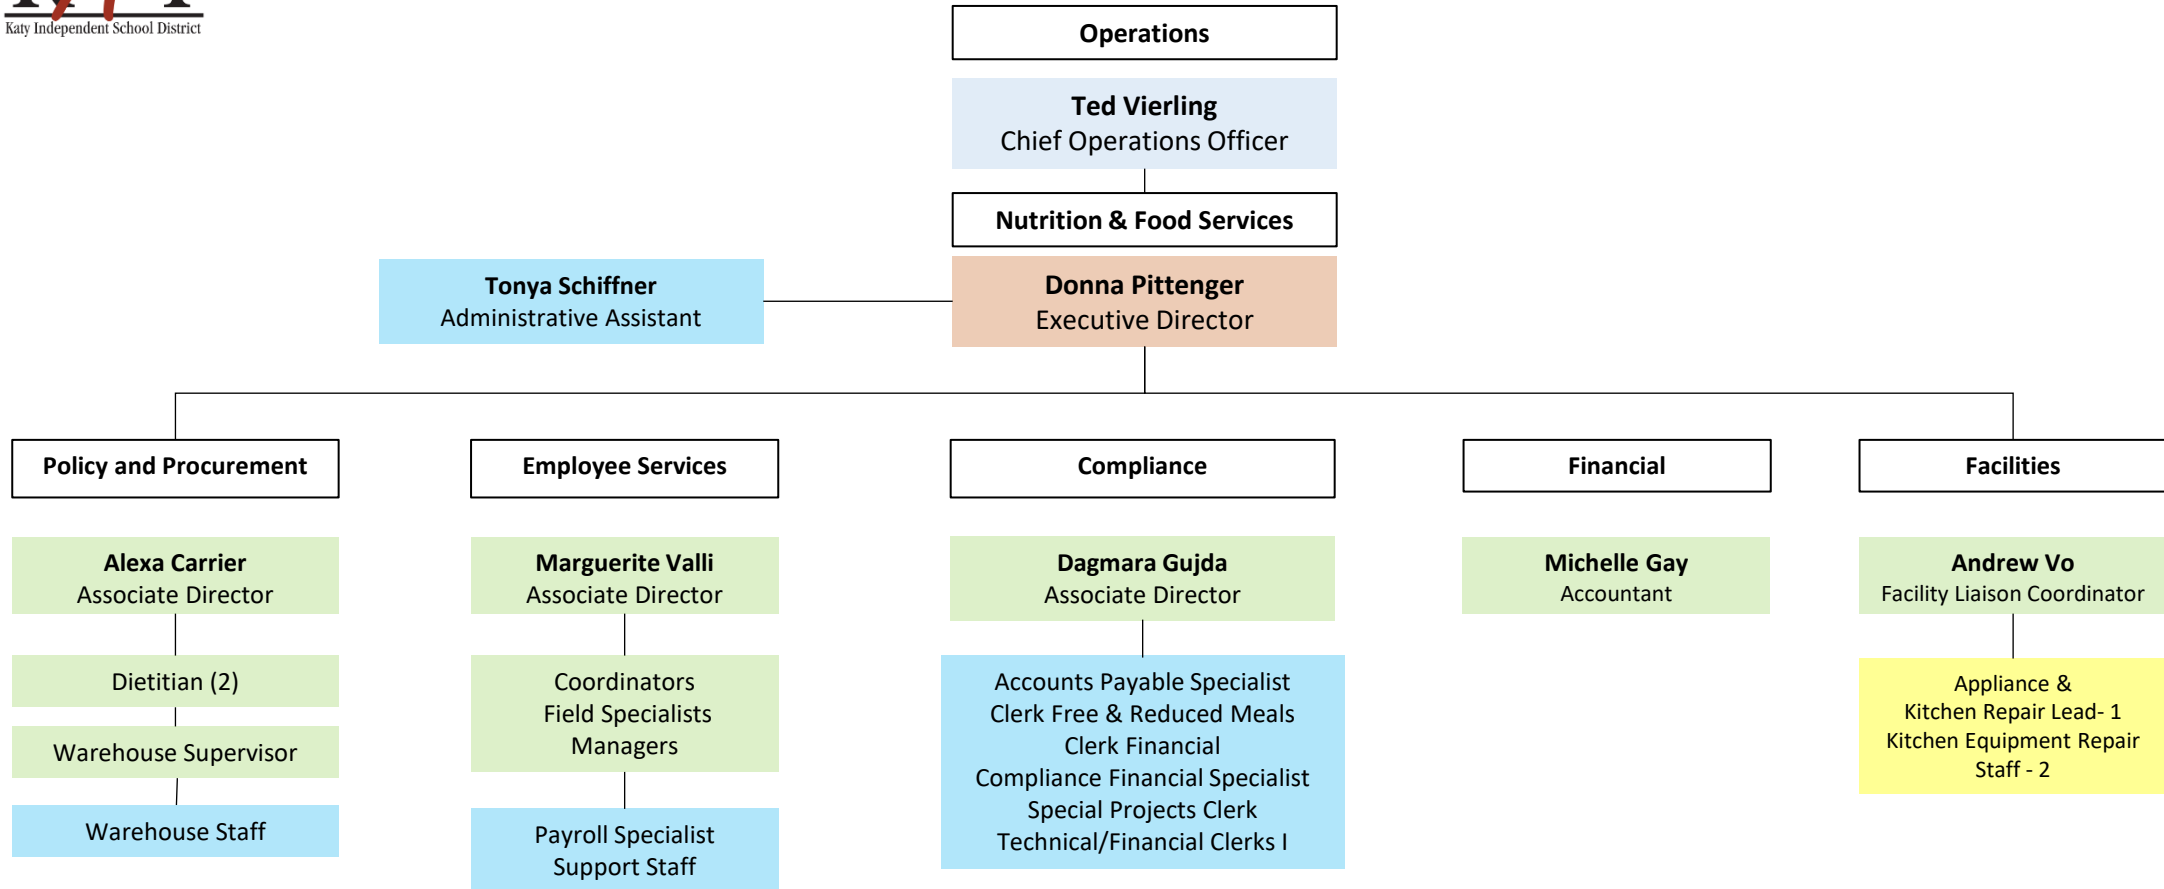 Katy Independent School District
Operations
Ted Vierling
Chief Operations Officer
Nutrition & Food Services
Tonya Schiffner
Administrative Assistant
Donna Pittenger
Executive Director
Policy and Procurement
Employee Services
Compliance
Financial
Facilities
Alexa Carrier
Associate Director
Marguerite Valli
Associate Director
Dagmara Gujda
Associate Director
Michelle Gay
Accountant
Andrew Vo
Facility Liaison Coordinator
Dietitian (2)
Warehouse Supervisor
Warehouse Staff
Coordinators
Field Specialists
Managers
Payroll Specialist
Support Staff
Accounts Payable Specialist
Clerk Free & Reduced Meals
Clerk Financial
Compliance Financial Specialist
Special Projects Clerk
Technical/Financial Clerks I
Appliance &
Kitchen Repair Lead- 1
Kitchen Equipment Repair
Staff - 2